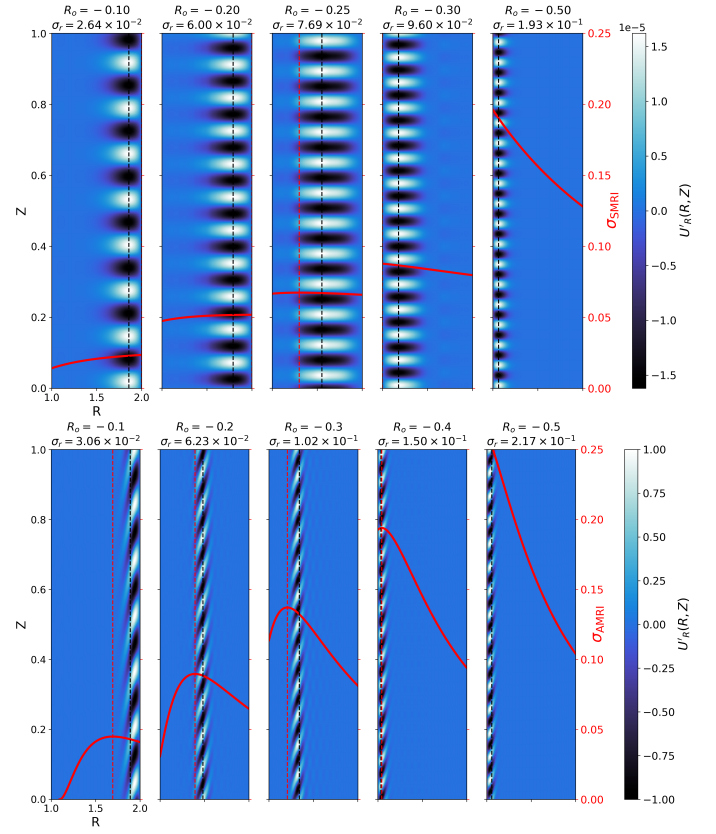 R_o = −0.10 R_o = −0.20 R_o = −0.25 R_o = −0.30 R_o = −0.50
σ_r = 2.64 × 10^−2 σ_r = 6.00 × 10^−2 σ_r = 7.69 × 10^−2 σ_r = 9.60 × 10^−2 σ_r = 1.93 × 10^−1
1e−5
1.0 0.25
0.8 0.20
0.6 0.15
0.4 0.10
0.2 0.05
0.0 0.00
Z
1.0 1.5 2.0
R
σ_SMRI
1.5
1.0
0.5
0.0
−0.5
−1.0
−1.5
U′_R(R, Z)
R_o = −0.1 R_o = −0.2 R_o = −0.3 R_o = −0.4 R_o = −0.5
σ_r = 3.06 × 10^−2 σ_r = 6.23 × 10^−2 σ_r = 1.02 × 10^−1 σ_r = 1.50 × 10^−1 σ_r = 2.17 × 10^−1
1.0 0.25
0.8 0.20
0.6 0.15
0.4 0.10
0.2 0.05
0.0 0.00
Z
1.0 1.5 2.0
R
σ_AMRI
1.00
0.75
0.50
0.25
0.00
−0.25
−0.50
−0.75
−1.00
U′_R(R, Z)